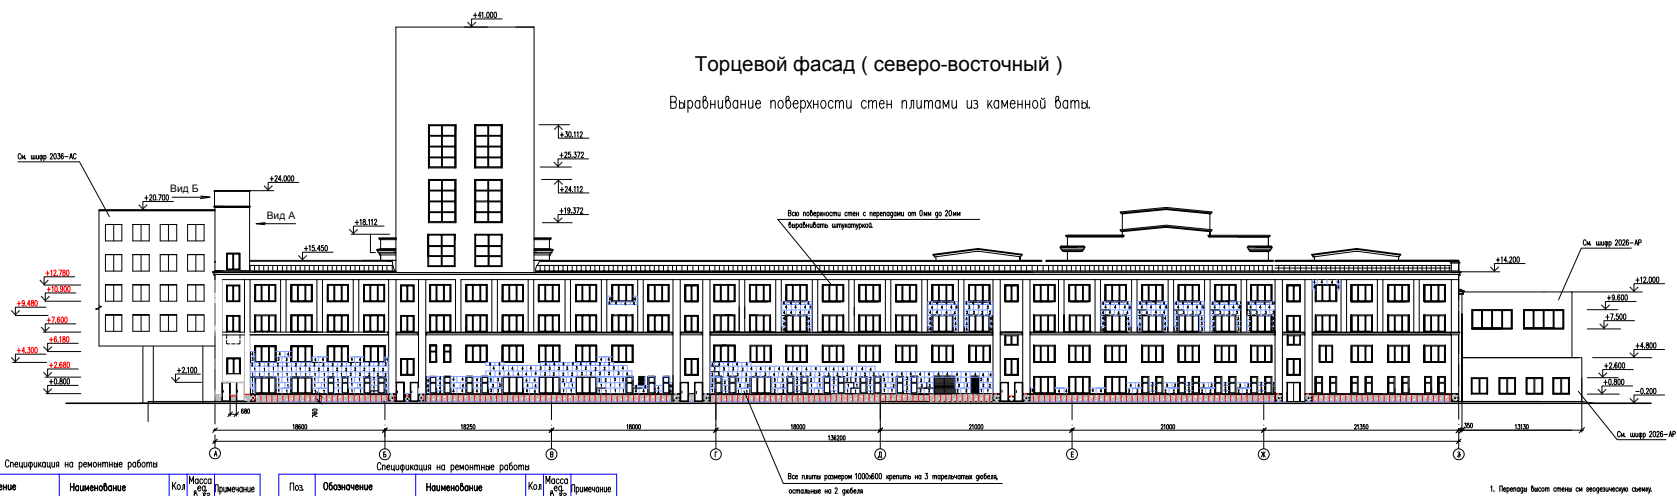 +41.000
Торцевой фасад ( северо-восточный )
Выравнивание поверхности стен плитами из каменной ваты.
+30.112
См. шифр 2036-АС
+25.372
+24.000
+24.112
Вид Б
+20.700
+19.372
Вид А
Всю поверхности стен с перепадами от 0мм до 20мм
выравнивать штукатуркой.
+18.112
+15.450
См. шифр 2026-АР
+14.200
+12.780
+12.000
+10.900
+9.480
+9.600
+7.600
+7.500
+6.180
+4.300
+4.800
+2.680
+2.100
+2.600
+0.800
+0.800
-0.200
680
760
18600
18250
18000
18000
21000
21000
21350
350
13130
136200
См. шифр 2026-АР
А
Б
В
Г
Д
Е
Ж
Спецификация на ремонтные работы
Спецификация на ремонтные работы
Все плиты размером 1000х600 крепить на 3 тарельчатых дюбеля,
остальные на 2 дюбеля
ение
Наименование
Кол
Масса ед.
Примечание
Поз.
Обозначение
Наименование
Кол
Масса ед.
Примечание
1. Перепады высот стены см геодезическую съемку.